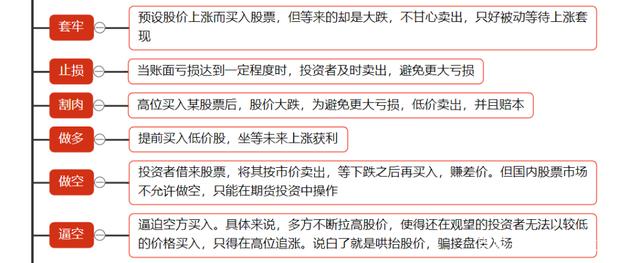 套牢
预设股价上涨而买入股票，但等来的却是大跌，不甘心卖出，只好被动等待上涨套
现
止损
当账面亏损达到一定程度时，投资者及时卖出，避免更大亏损
割肉
高位买入某股票后，股价大跌，为避免更大亏损，低价卖出，并且赔本
做多
提前买入低价股，坐等未来上涨获利
做空
投资者借来股票，将其按市价卖出，等下跌之后再买入，赚差价。但国内股票市场
不允许做空，只能在期货投资中操作
逼空
逼迫空方买入。具体来说，多方不断拉高股价，使得还在观望的投资者无法以较低
的价格买入，只得在高位追涨。说白了就是哄抬股价，骗接盘侠入场